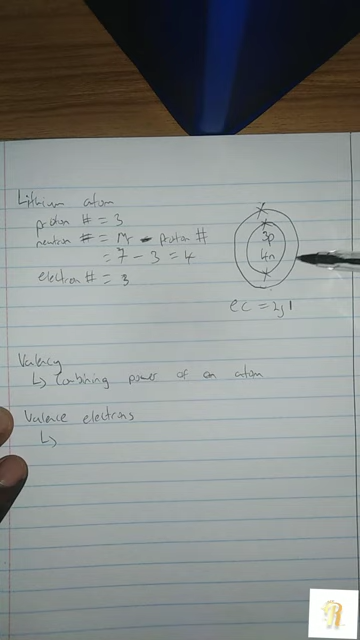 Lithium atom
proton # = 3
neutron # = Mr - proton #
= 7 - 3 = 4
electron # = 3
3p
4n
ec = 2,1
Valency
↳ Combining power of an atom
Valence electrons
↳